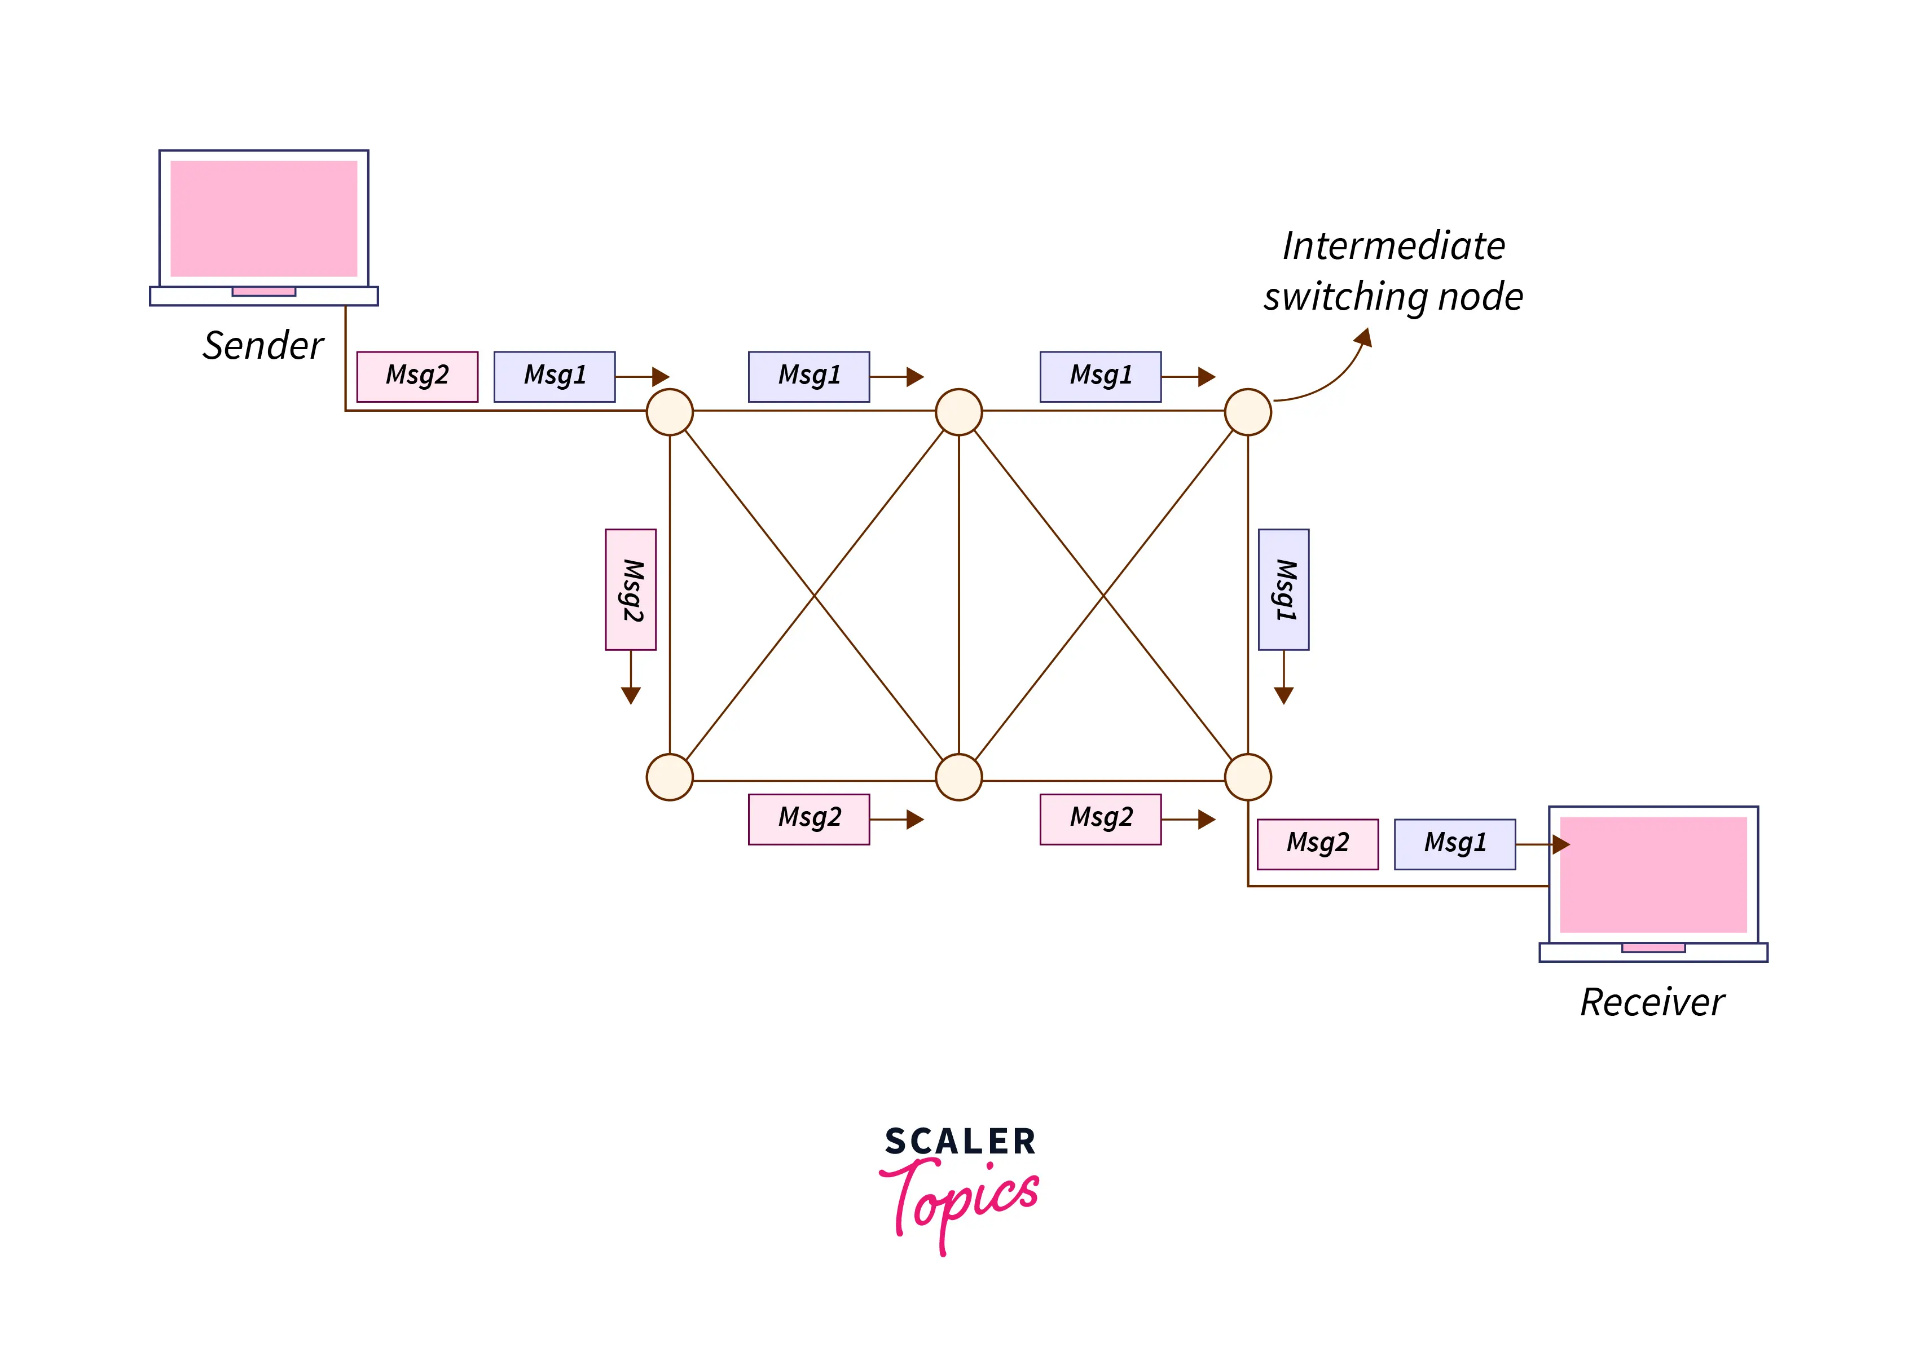 Intermediate
switching node
Sender
Msg2
Msg1
Msg1
Msg1
Msg2
Msg1
Msg2
Msg2
Msg2
Msg1
Receiver
SCALER
Topics